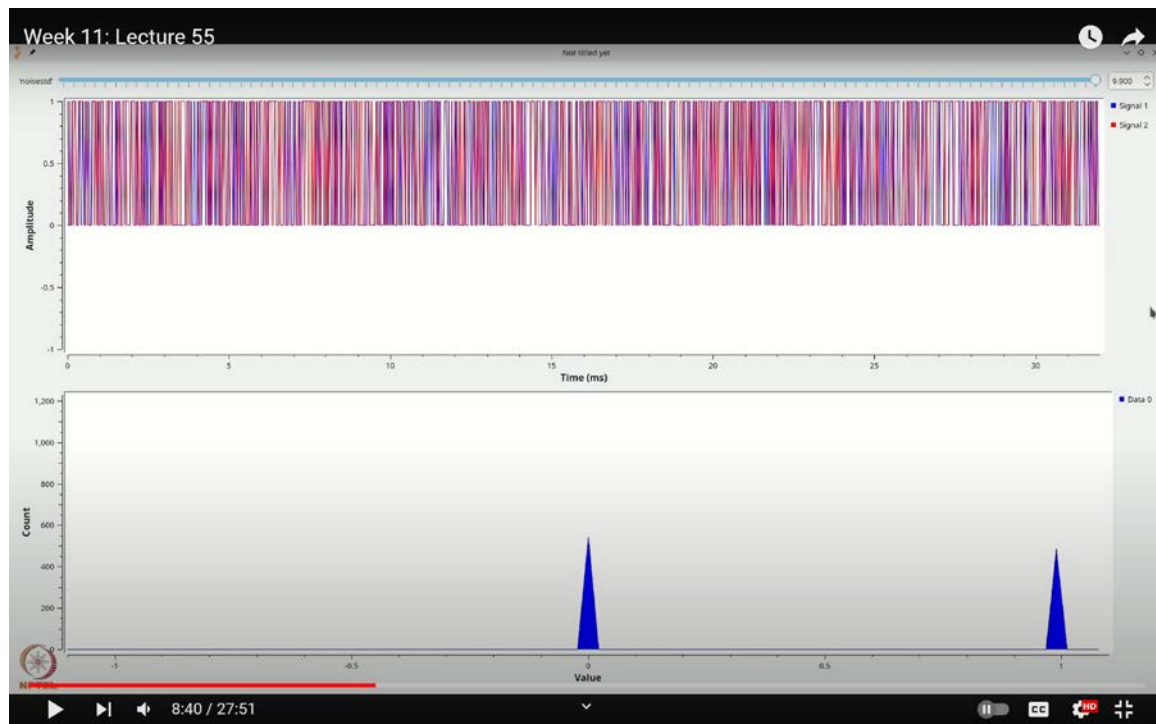 Week 11: Lecture 55
Not titled yet
'noisestd'
9.900
Signal 1
Signal 2
1
0.5
0
-0.5
-1
Amplitude
0 5 10 15 20 25 30
Time (ms)
Data 0
1,200
1,000
800
600
400
200
0
Count
-1 -0.5 0 0.5 1
Value
NPTEL
8:40 / 27:51
CC
HD